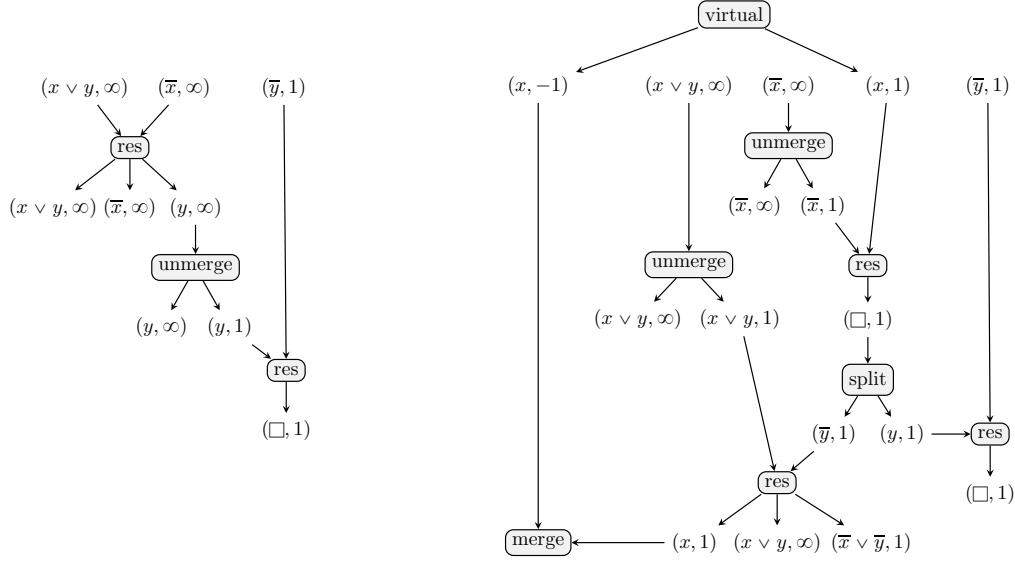 virtual
(x ∨ y, ∞) (x̅, ∞) (y̅, 1) (x, −1) (x ∨ y, ∞) (x̅, ∞) (x, 1) (y̅, 1)
res unmerge
(x ∨ y, ∞) (x̅, ∞) (y, ∞) (x̅, ∞) (x̅, 1)
unmerge unmerge res
(y, ∞) (y, 1) (x ∨ y, ∞) (x ∨ y, 1) (□, 1)
res split
(□, 1) (y̅, 1) (y, 1) res
res (□, 1)
merge (x, 1) (x ∨ y, ∞) (x̅ ∨ y̅, 1)